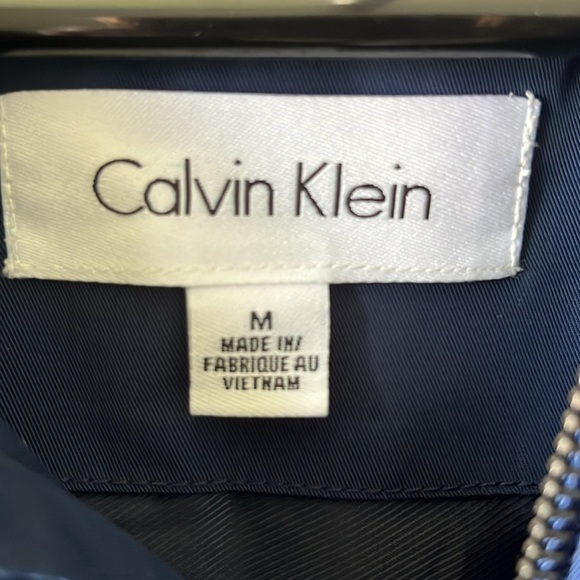 Calvin Klein
M
MADE IN/
FABRIQUE AU
VIETNAM